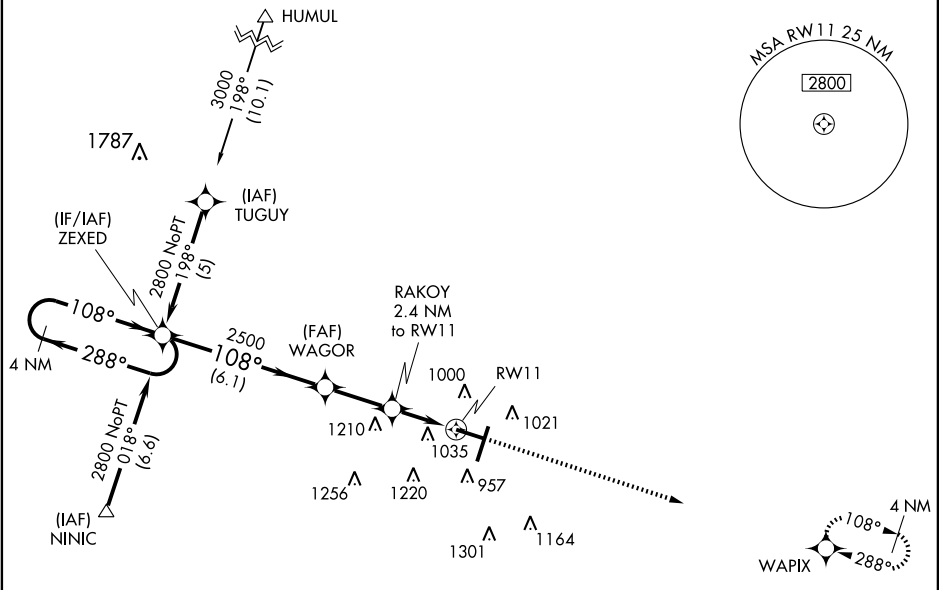 HUMUL
3000
198°
(10.1)
MSA RW11 25 NM
2800
1787
(IAF)
TUGUY
(IF/IAF)
ZEXED
2800 NoPT
198°
(5)
108°
288°
4 NM
2500
108°
(6.1)
(FAF)
WAGOR
RAKOY
2.4 NM
to RW11
1000
RW11
1021
1210
1035
1256
1220
957
1301
1164
2800 NoPT
018°
(6.6)
(IAF)
NINIC
4 NM
108°
288°
WAPIX